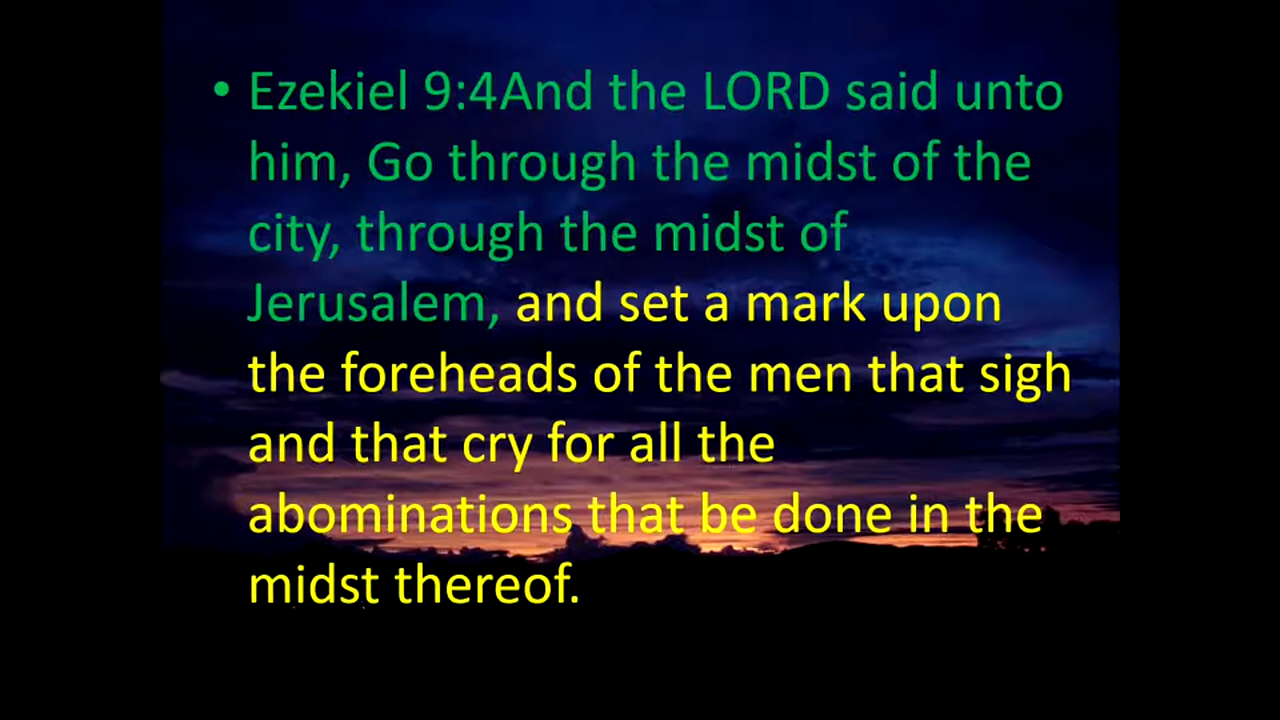 • Ezekiel 9:4And the LORD said unto
him, Go through the midst of the
city, through the midst of
Jerusalem, and set a mark upon
the foreheads of the men that sigh
and that cry for all the
abominations that be done in the
midst thereof.